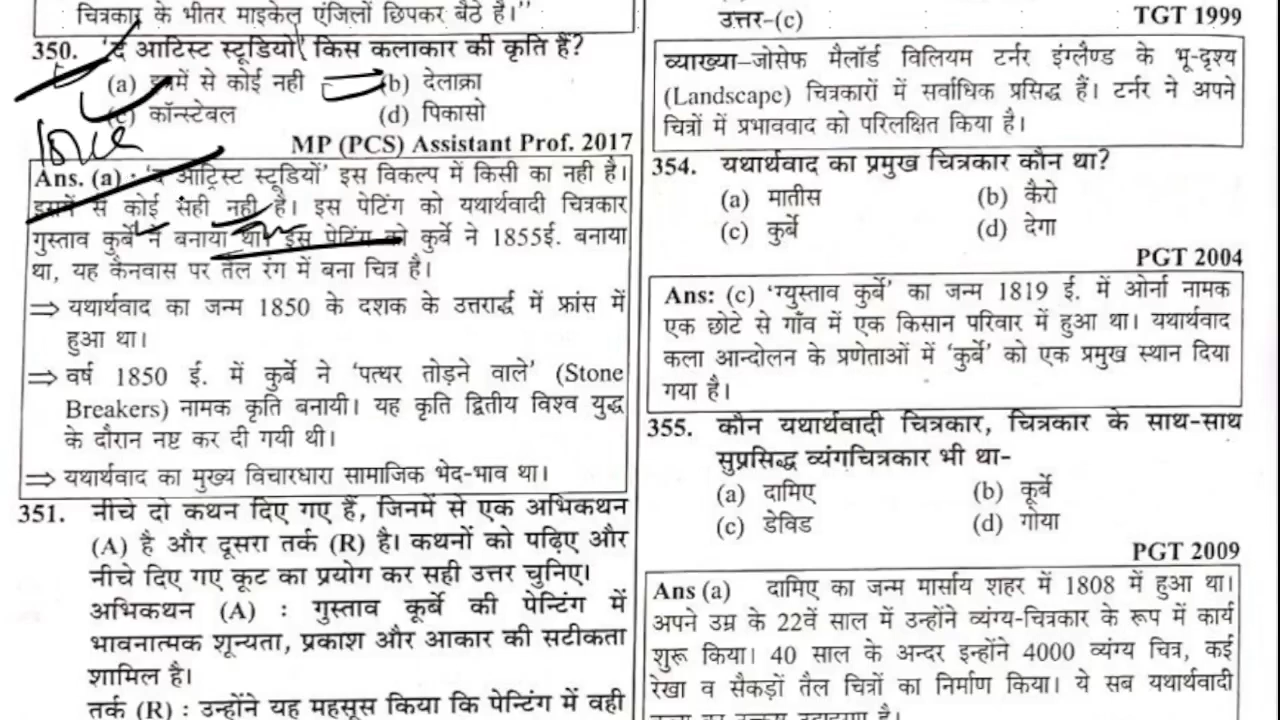 चित्रकार के भीतर माइकेल एंजिलों छिपकर बैठे है।"
350. 'द आटिस्ट स्टूडियो' किस कलाकार की कृति हैं?
(a) इनमें से कोई नही (b) देलाक्रा
(c) कॉन्स्टेबल (d) पिकासो
MP (PCS) Assistant Prof. 2017
Ans. (a) : 'द आट्रिस्ट स्टूडियों' इस विकल्प में किसी का नही है।
इसमें से कोई सही नही है। इस पेटिंग को यथार्थवादी चित्रकार
गुस्ताव कुर्बे ने बनाया था। इस पेटिंग को कुर्बे ने 1855ई. बनाया
था, यह कैनवास पर तैल रंग में बना चित्र है।
⇒ यथार्थवाद का जन्म 1850 के दशक के उत्तरार्द्ध में फ्रांस में
हुआ था।
⇒ वर्ष 1850 ई. में कुर्बे ने 'पत्थर तोड़ने वाले' (Stone
Breakers) नामक कृति बनायी। यह कृति द्वितीय विश्व युद्ध
के दौरान नष्ट कर दी गयी थी।
⇒ यथार्थवाद का मुख्य विचारधारा सामाजिक भेद-भाव था।
351. नीचे दो कथन दिए गए हैं, जिनमें से एक अभिकथन
(A) है और दूसरा तर्क (R) है। कथनों को पढ़िए और
नीचे दिए गए कूट का प्रयोग कर सही उत्तर चुनिए।
अभिकथन (A) : गुस्ताव कूर्बे की पेन्टिंग में
भावनात्मक शून्यता, प्रकाश और आकार की सटीकता
शामिल है।
तर्क (R) : उन्होंने यह महसूस किया कि पेन्टिंग में वही
उत्तर-(c)
TGT 1999
व्याख्या–जोसेफ मैलॉर्ड विलियम टर्नर इंग्लैण्ड के भू-दृश्य
(Landscape) चित्रकारों में सर्वाधिक प्रसिद्ध हैं। टर्नर ने अपने
चित्रों में प्रभाववाद को परिलक्षित किया है।
354. यथार्थवाद का प्रमुख चित्रकार कौन था?
(a) मातीस (b) कैरो
(c) कुर्बे (d) देगा
PGT 2004
Ans: (c) 'ग्युस्ताव कुर्बे' का जन्म 1819 ई. में ओर्ना नामक
एक छोटे से गाँव में एक किसान परिवार में हुआ था। यथार्थवाद
कला आन्दोलन के प्रणेताओं में 'कुर्बे' को एक प्रमुख स्थान दिया
गया है।
355. कौन यथार्थवादी चित्रकार, चित्रकार के साथ-साथ
सुप्रसिद्ध व्यंगचित्रकार भी था-
(a) दामिए (b) कूर्बे
(c) डेविड (d) गोया
PGT 2009
Ans (a) दामिए का जन्म मार्साय शहर में 1808 में हुआ था।
अपने उम्र के 22वें साल में उन्होंने व्यंग्य-चित्रकार के रूप में कार्य
शुरू किया। 40 साल के अन्दर इन्होंने 4000 व्यंग्य चित्र, कई
रेखा व सैकड़ों तैल चित्रों का निर्माण किया। ये सब यथार्थवादी